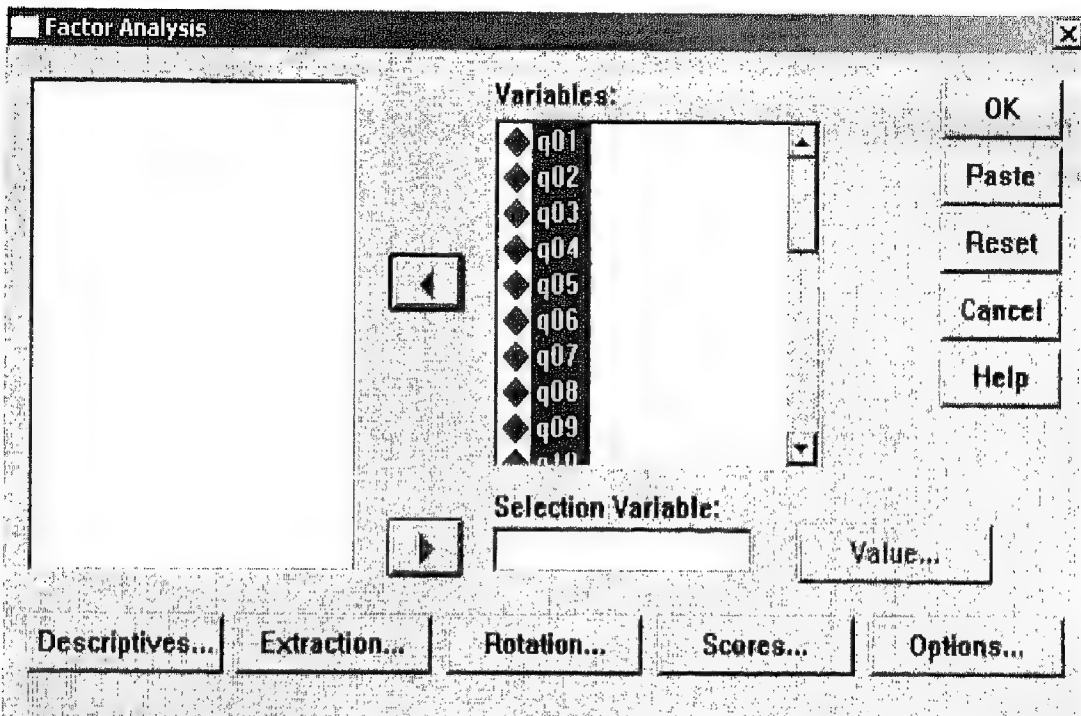 Factor Analysis
Variables:
q01
q02
q03
q04
q05
q06
q07
q08
q09
q10
OK
Paste
Reset
Cancel
Help
Selection Variable:
Value...
Descriptives...
Extraction...
Rotation...
Scores...
Options...